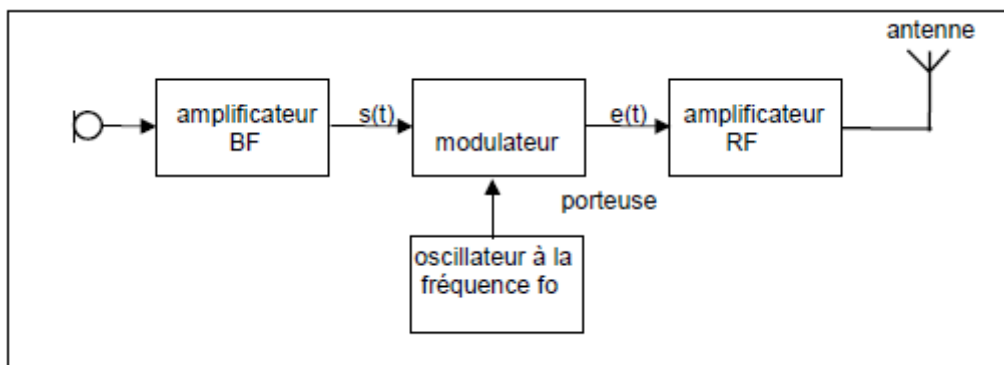 antenne
amplificateur
BF
s(t)
modulateur
e(t)
amplificateur
RF
porteuse
oscillateur à la
fréquence fo